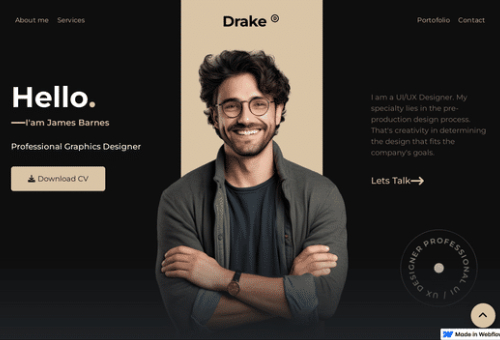 About me
Services
Drake ®
Portofolio
Contact
Hello.
I'am James Barnes
Professional Graphics Designer
Download CV
I am a UI/UX Designer. My
specialty lies in the pre-
production design process.
That's creativity in determining
the design that fits the
company's goals.
Lets Talk
DESIGNER PROFESSIONAL UI / UX
Made in Webflow